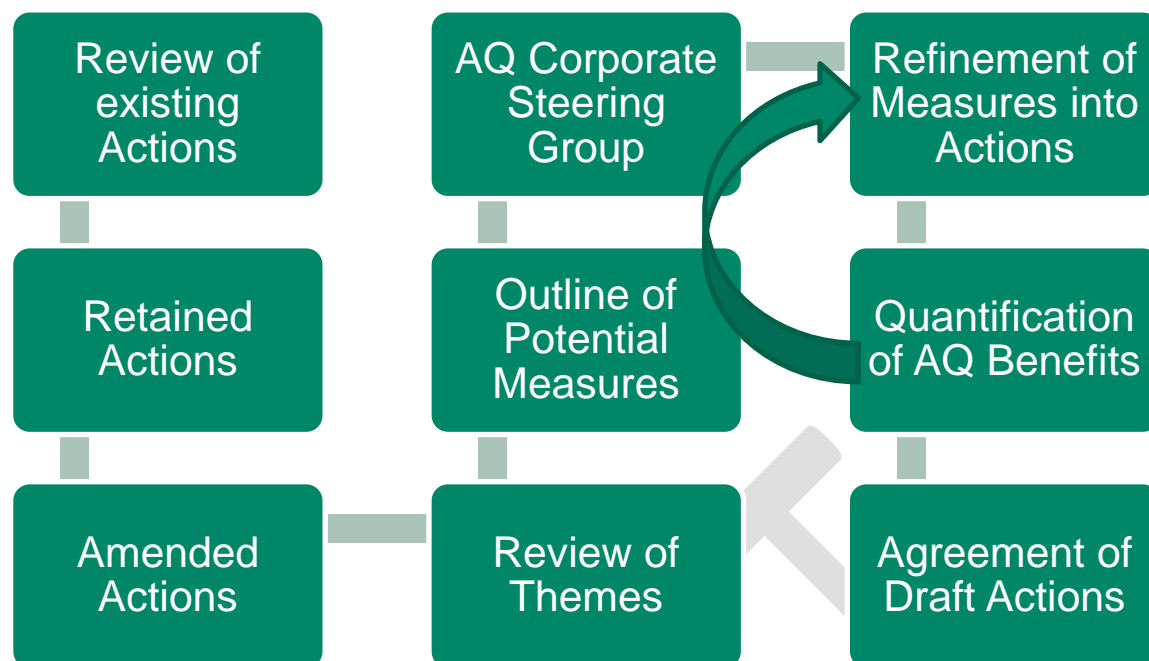 Review of
existing
Actions
Retained
Actions
Amended
Actions
Review of
Themes
Outline of
Potential
Measures
AQ Corporate
Steering
Group
Refinement of
Measures into
Actions
Quantification
of AQ Benefits
Agreement of
Draft Actions